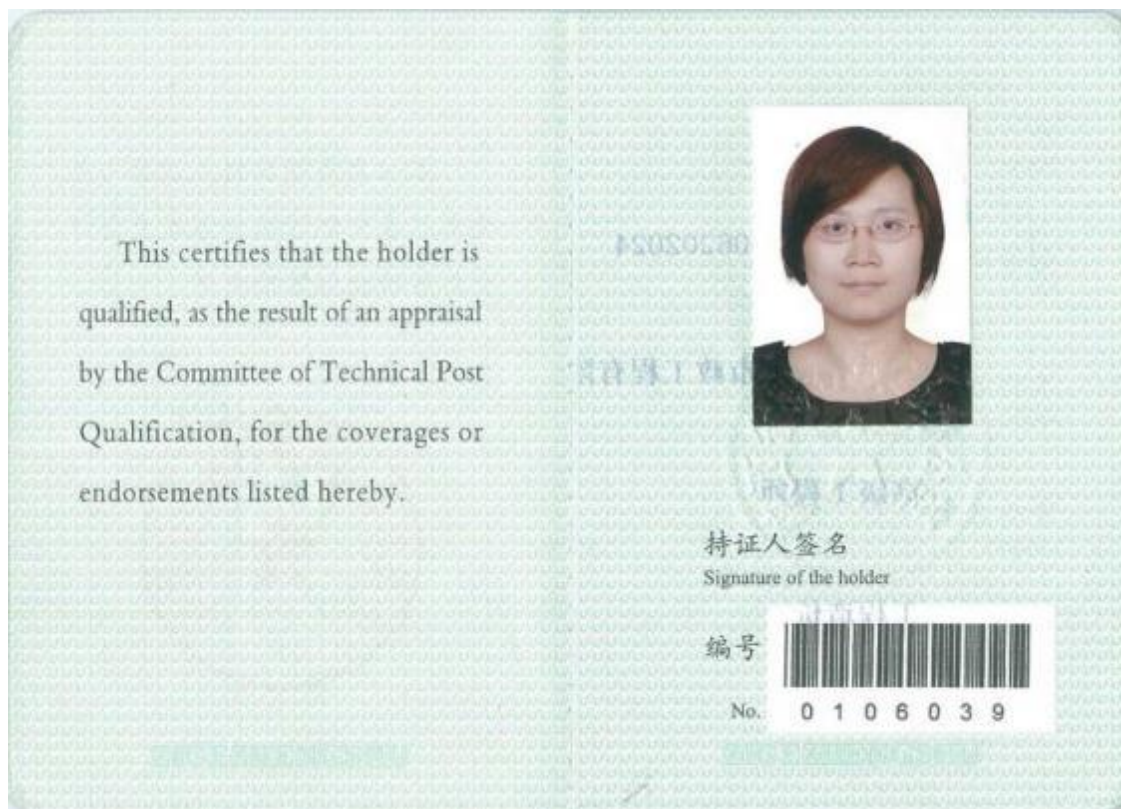 This certifies that the holder is
qualified, as the result of an appraisal
by the Committee of Technical Post
Qualification, for the coverages or
endorsements listed hereby.
持证人签名
Signature of the holder
编号
No. 0106039